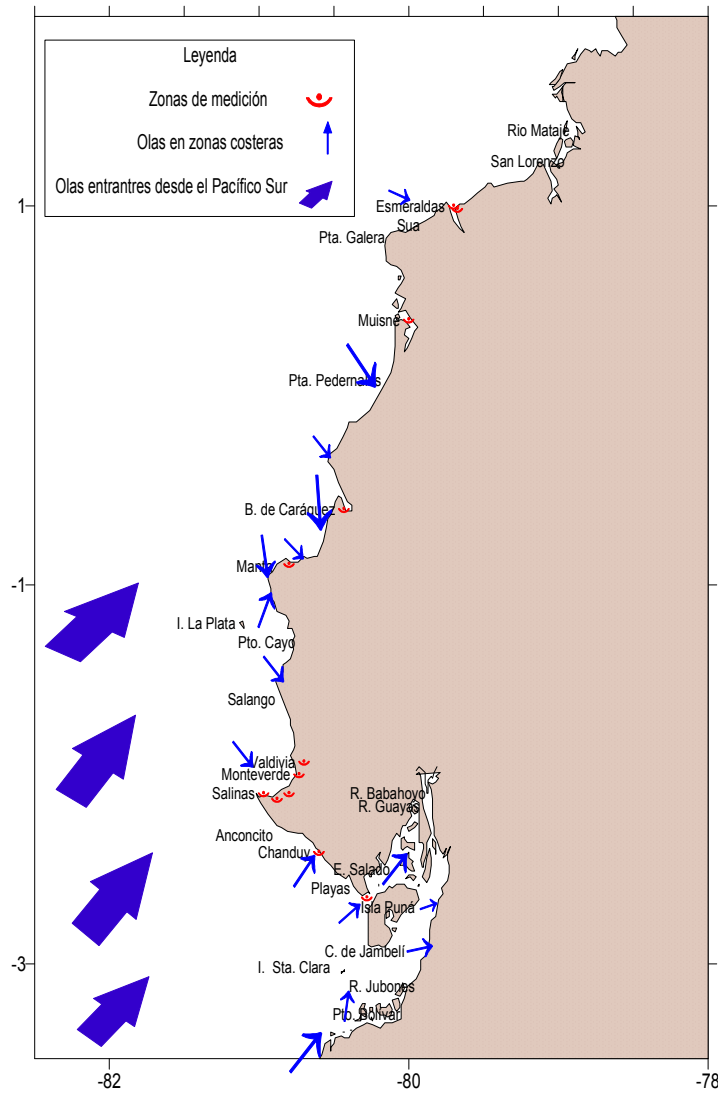 Leyenda
Zonas de medición
Olas en zonas costeras
Olas entrantres desde el Pacífico Sur
Rio Mataje
San Lorenzo
1
Esmeraldas
Sua
Pta. Galera
Muisne
Pta. Pedernales
B. de Caráquez
Manta
-1
I. La Plata
Pto. Cayo
Salango
Valdivia
Monteverde
Salinas
R. Babahoyo
R. Guayas
Anconcito
Chanduy
E. Salado
Playas
Isla Puná
C. de Jambelí
-3
I. Sta. Clara
R. Jubones
Pto. Bolívar
-82
-80
-78